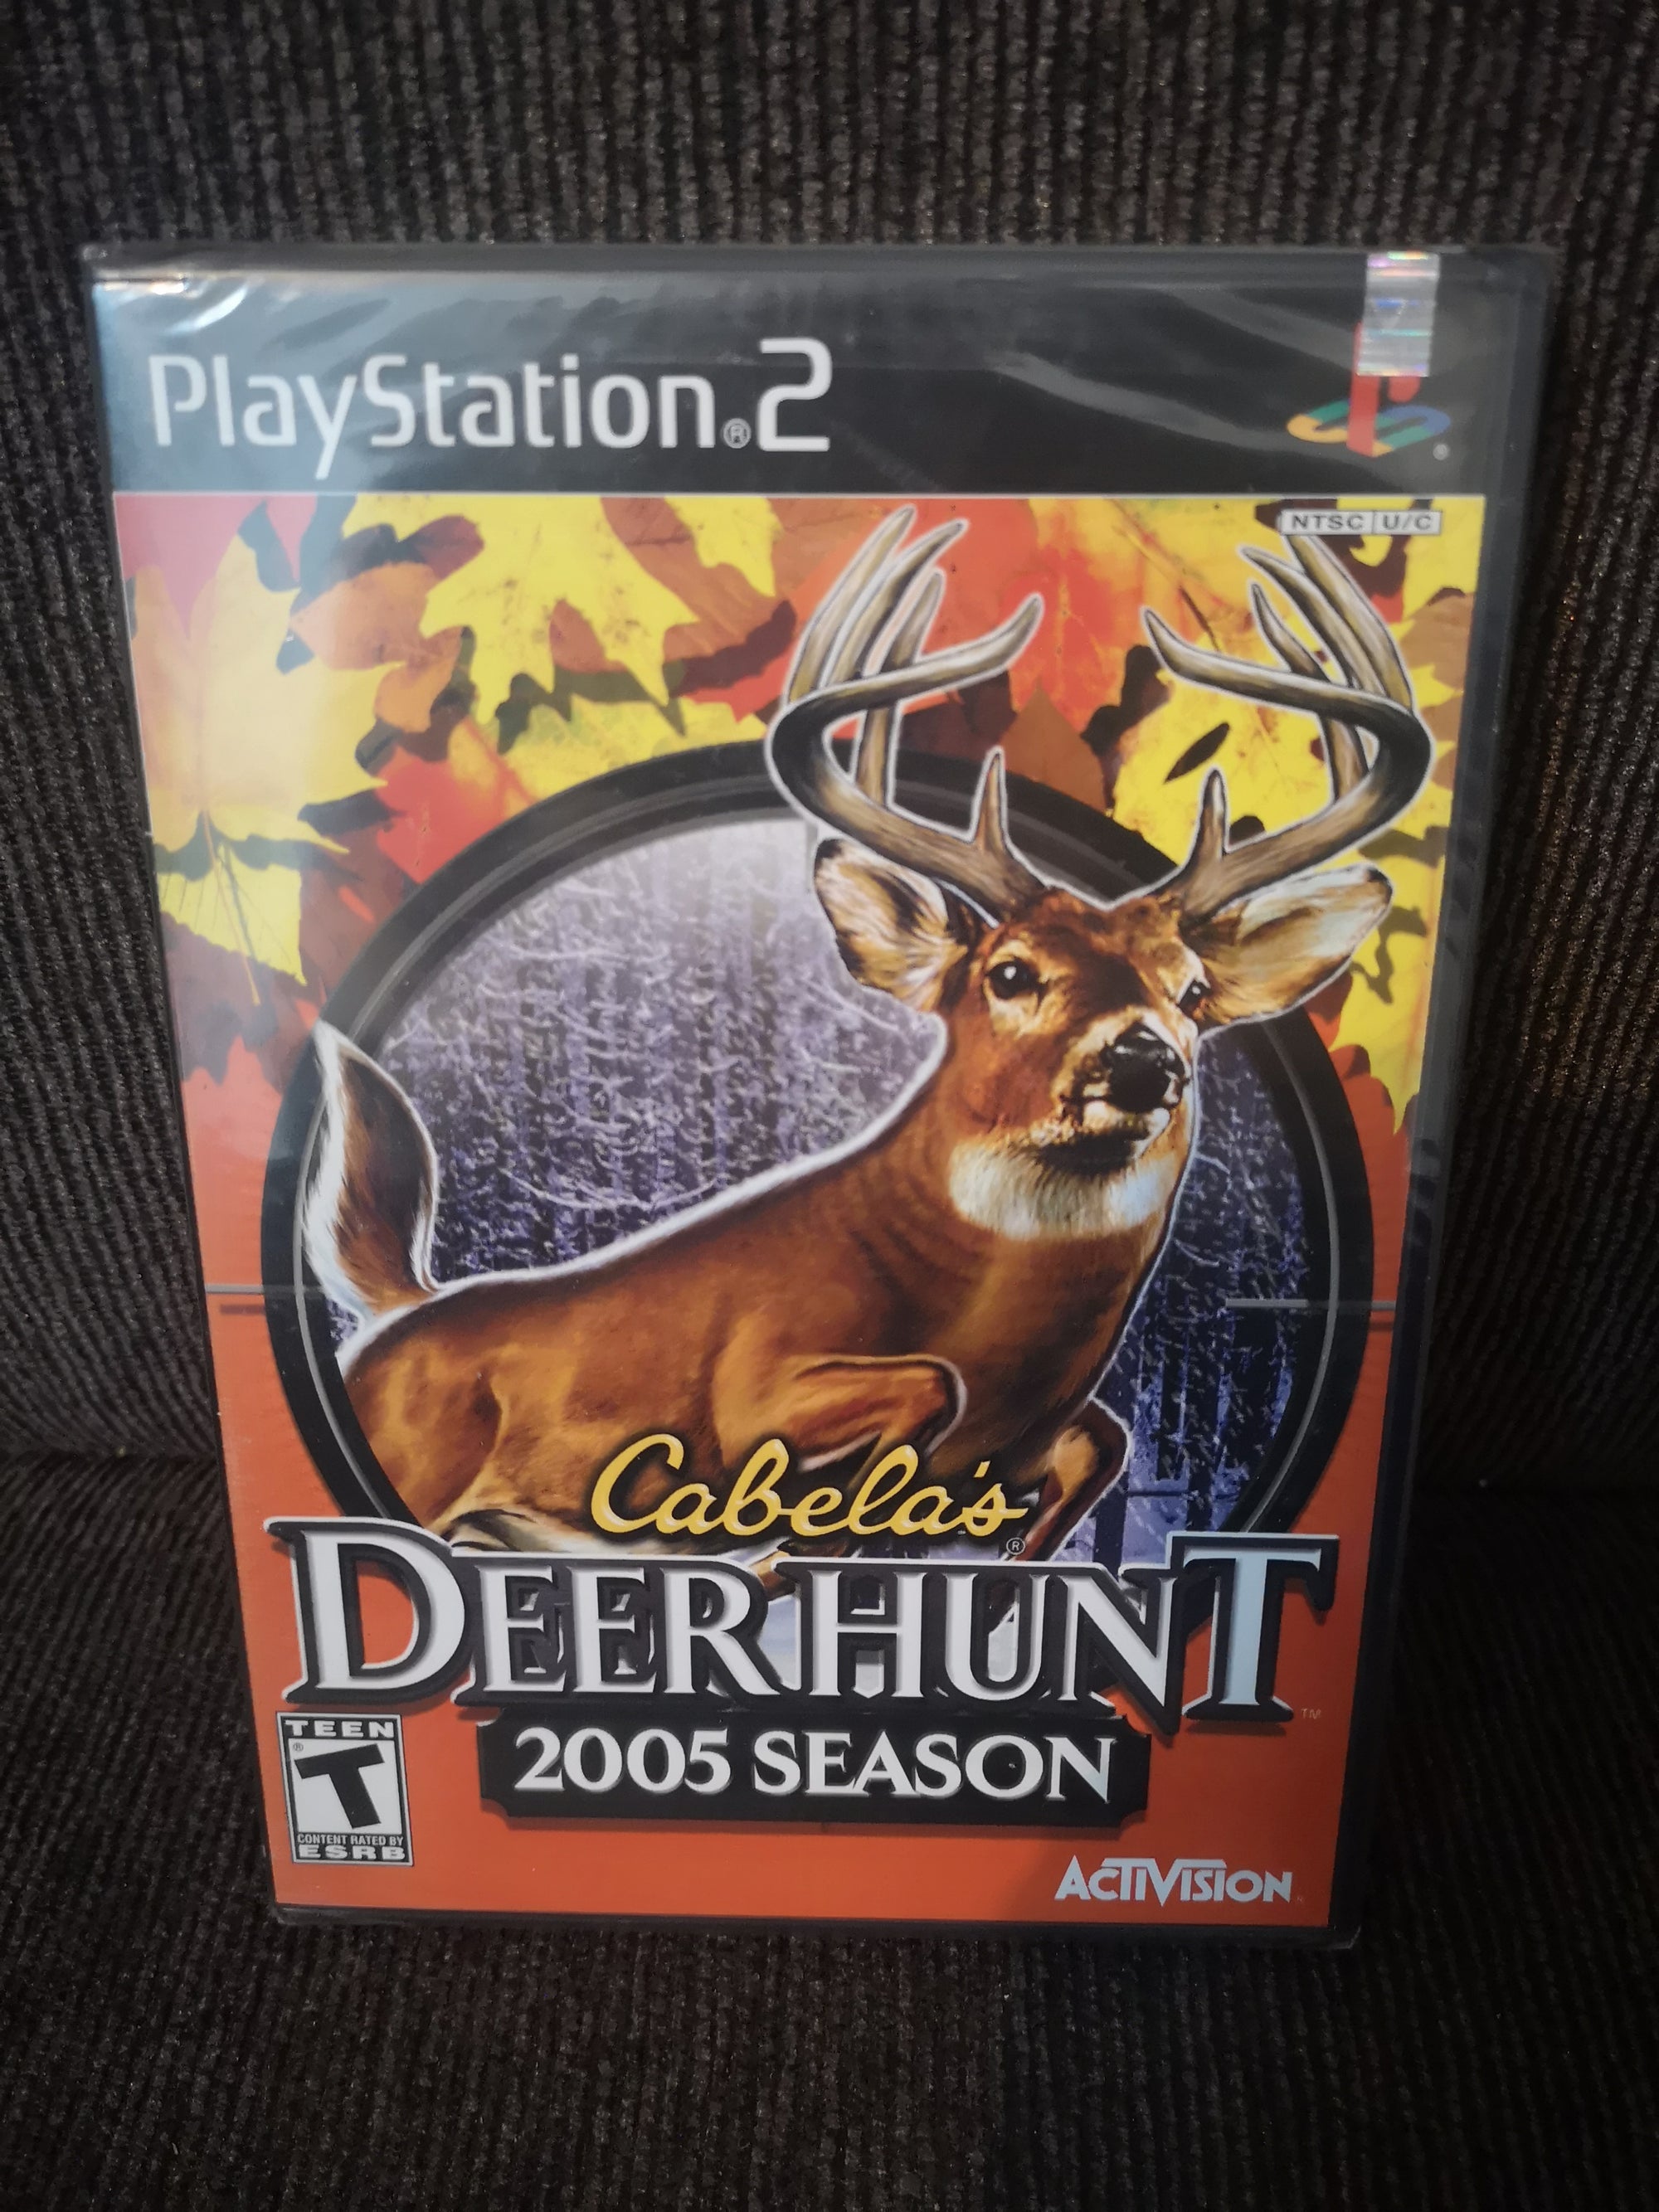 PlayStation®2
NTSC U/C
Cabela's®
DEER HUNT™
2005 SEASON
TEEN
T®
CONTENT RATED BY
ESRB
ACTIVISION